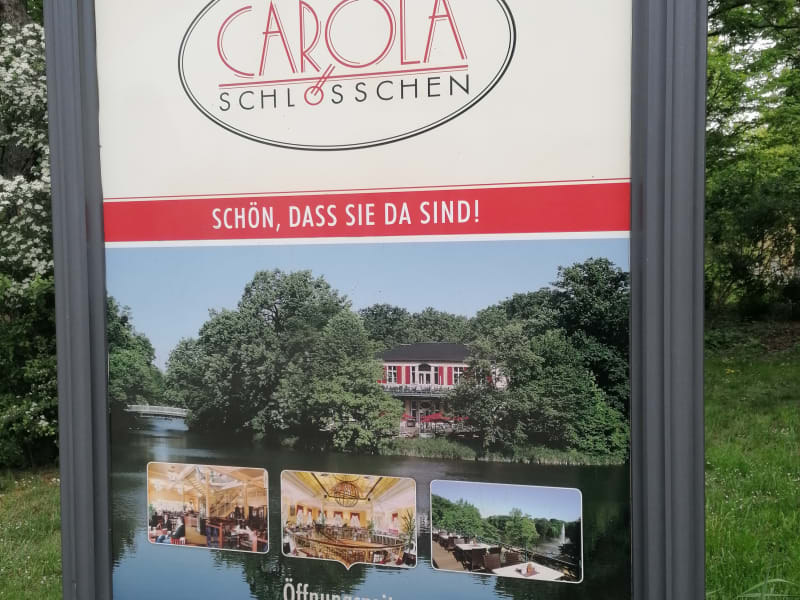 CAROLA
SCHLÖSSCHEN
SCHÖN, DASS SIE DA SIND!